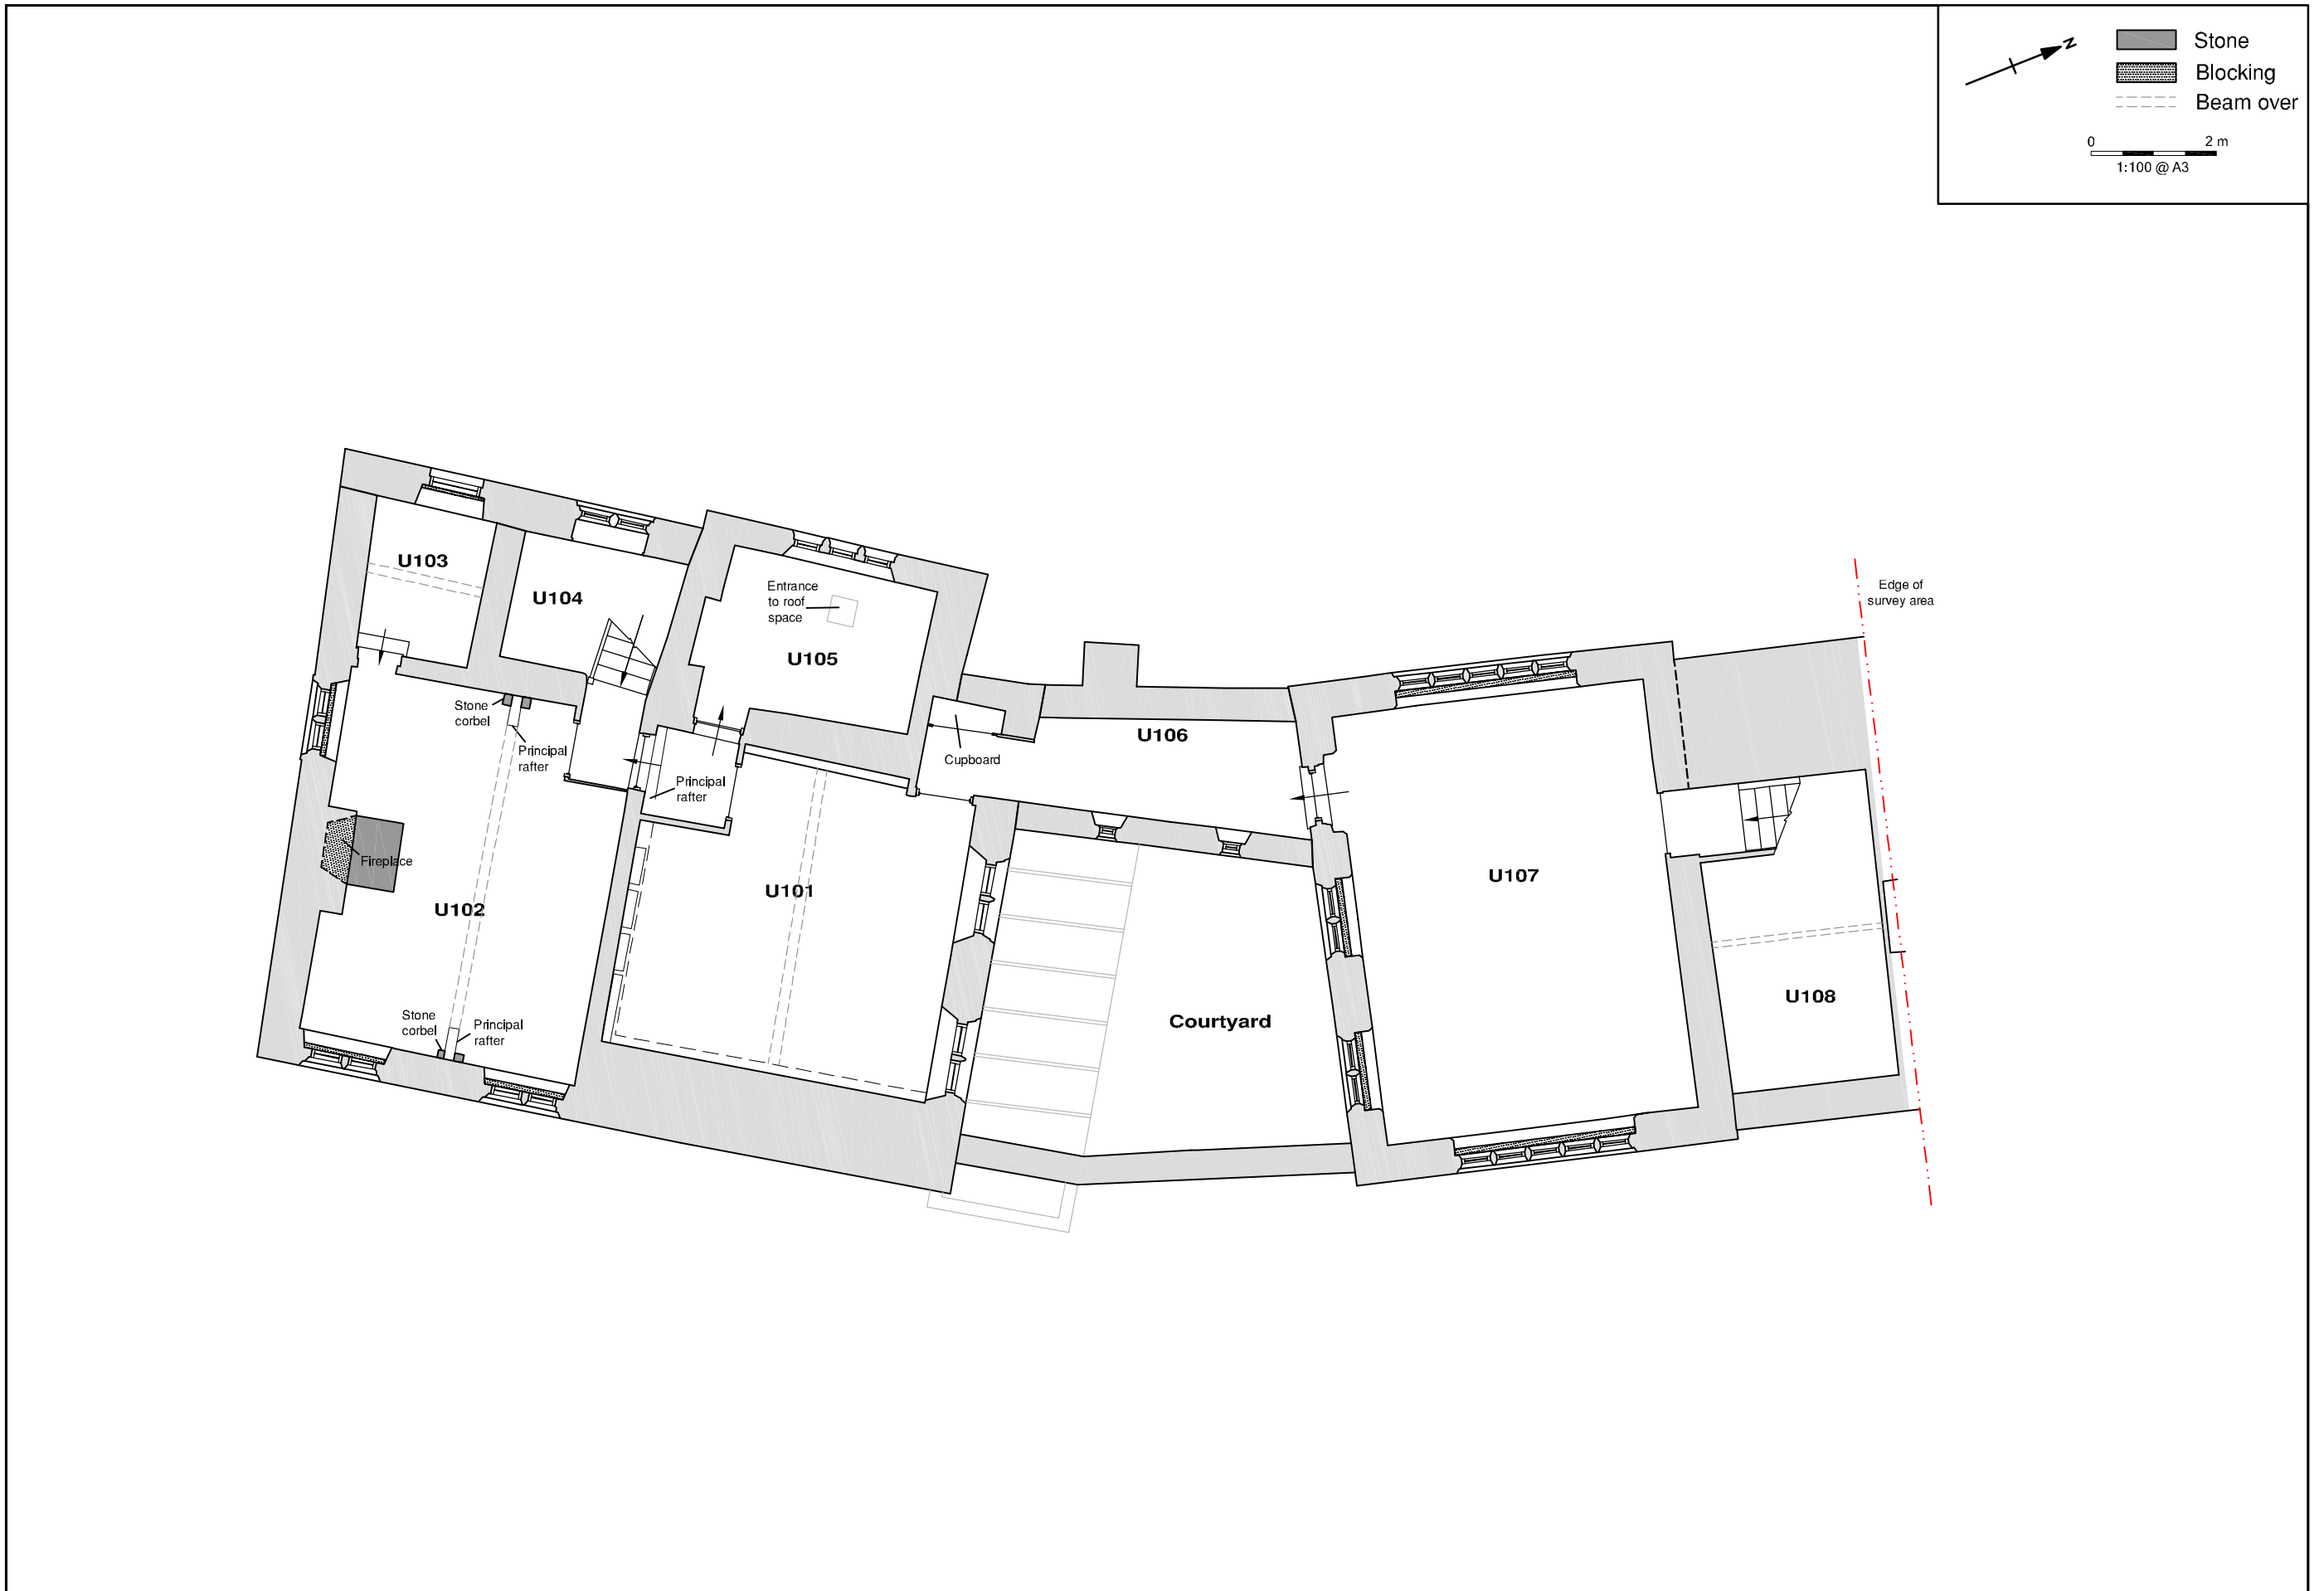 N
Stone
Blocking
Beam over
0 2 m
1:100 @ A3
U103
U104
Entrance
to roof
space
U105
Edge of
survey area
Stone
corbel
Principal
rafter
Cupboard
U106
Principal
rafter
Fireplace
U102
U101
U107
Courtyard
U108
Stone
corbel
Principal
rafter